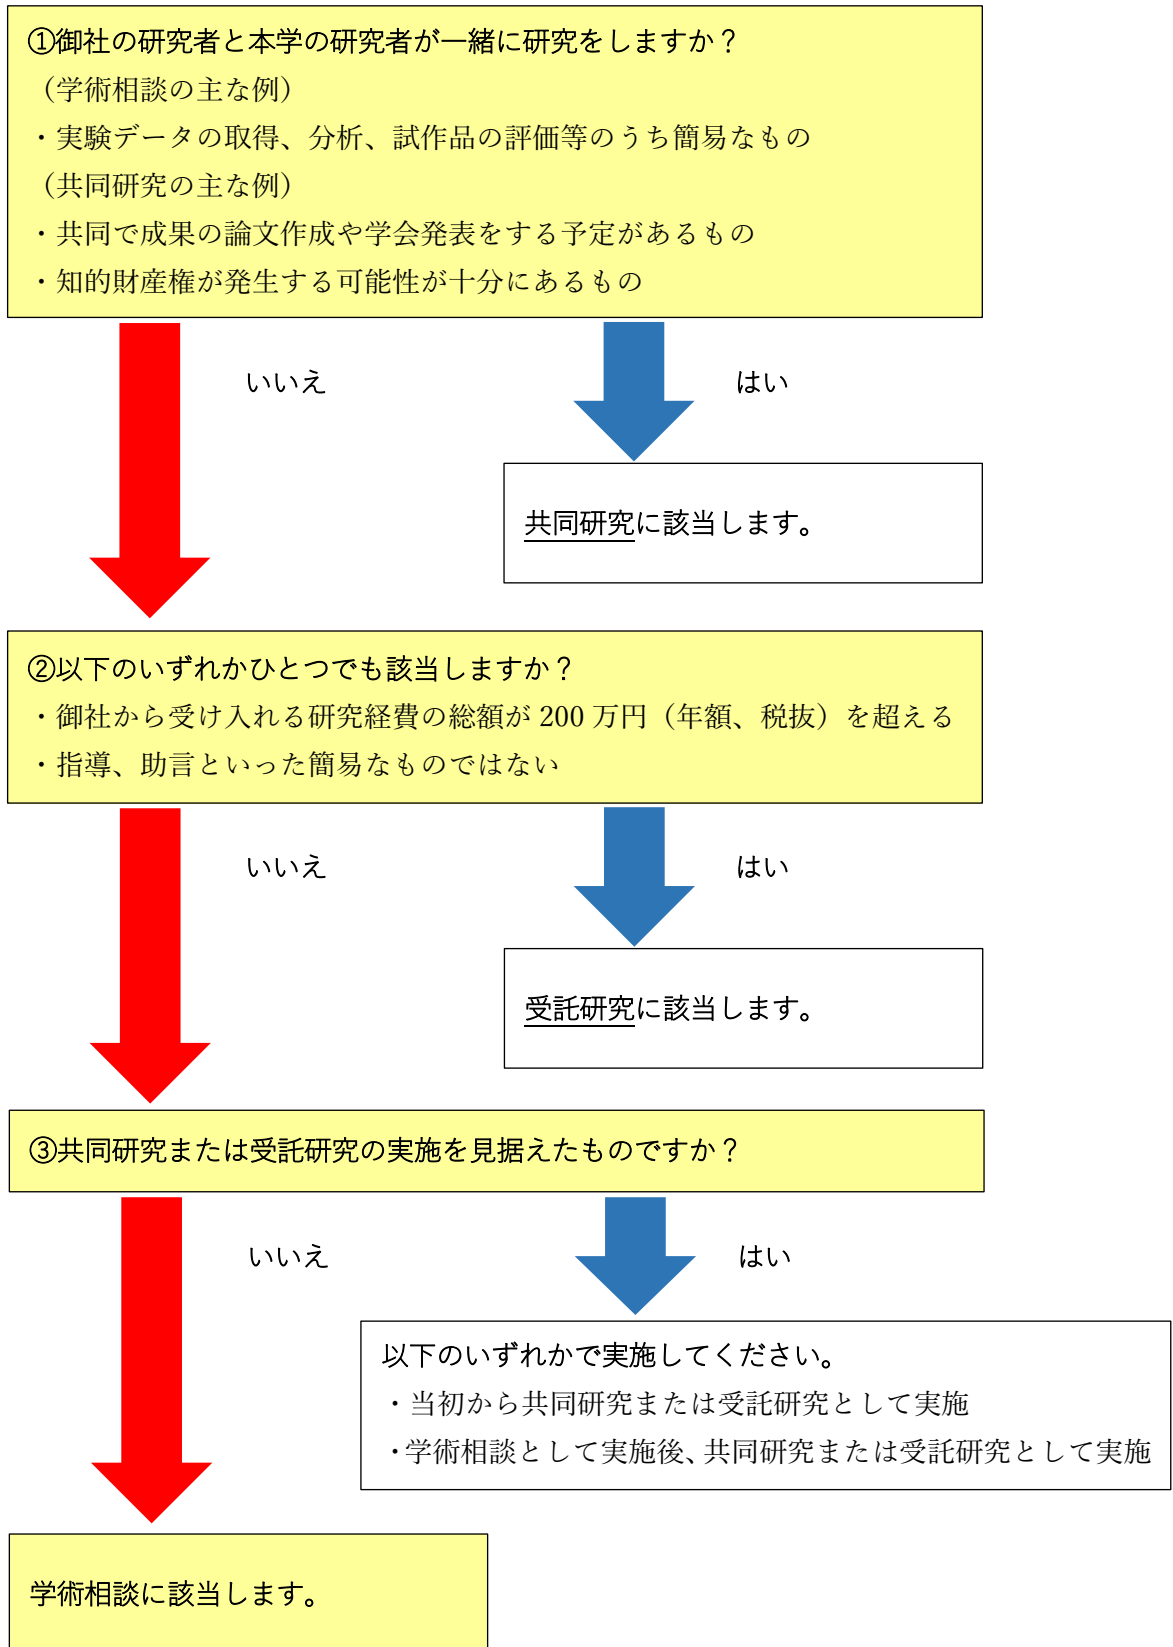 ①御社の研究者と本学の研究者が一緒に研究をしますか？
（学術相談の主な例）
・実験データの取得、分析、試作品の評価等のうち簡易なもの
（共同研究の主な例）
・共同で成果の論文作成や学会発表をする予定があるもの
・知的財産権が発生する可能性が十分にあるもの
いいえ
はい
共同研究に該当します。
②以下のいずれかひとつでも該当しますか？
・御社から受け入れる研究経費の総額が 200 万円（年額、税抜）を超える
・指導、助言といった簡易なものではない
いいえ
はい
受託研究に該当します。
③共同研究または受託研究の実施を見据えたものですか？
いいえ
はい
以下のいずれかで実施してください。
・当初から共同研究または受託研究として実施
・学術相談として実施後、共同研究または受託研究として実施
学術相談に該当します。